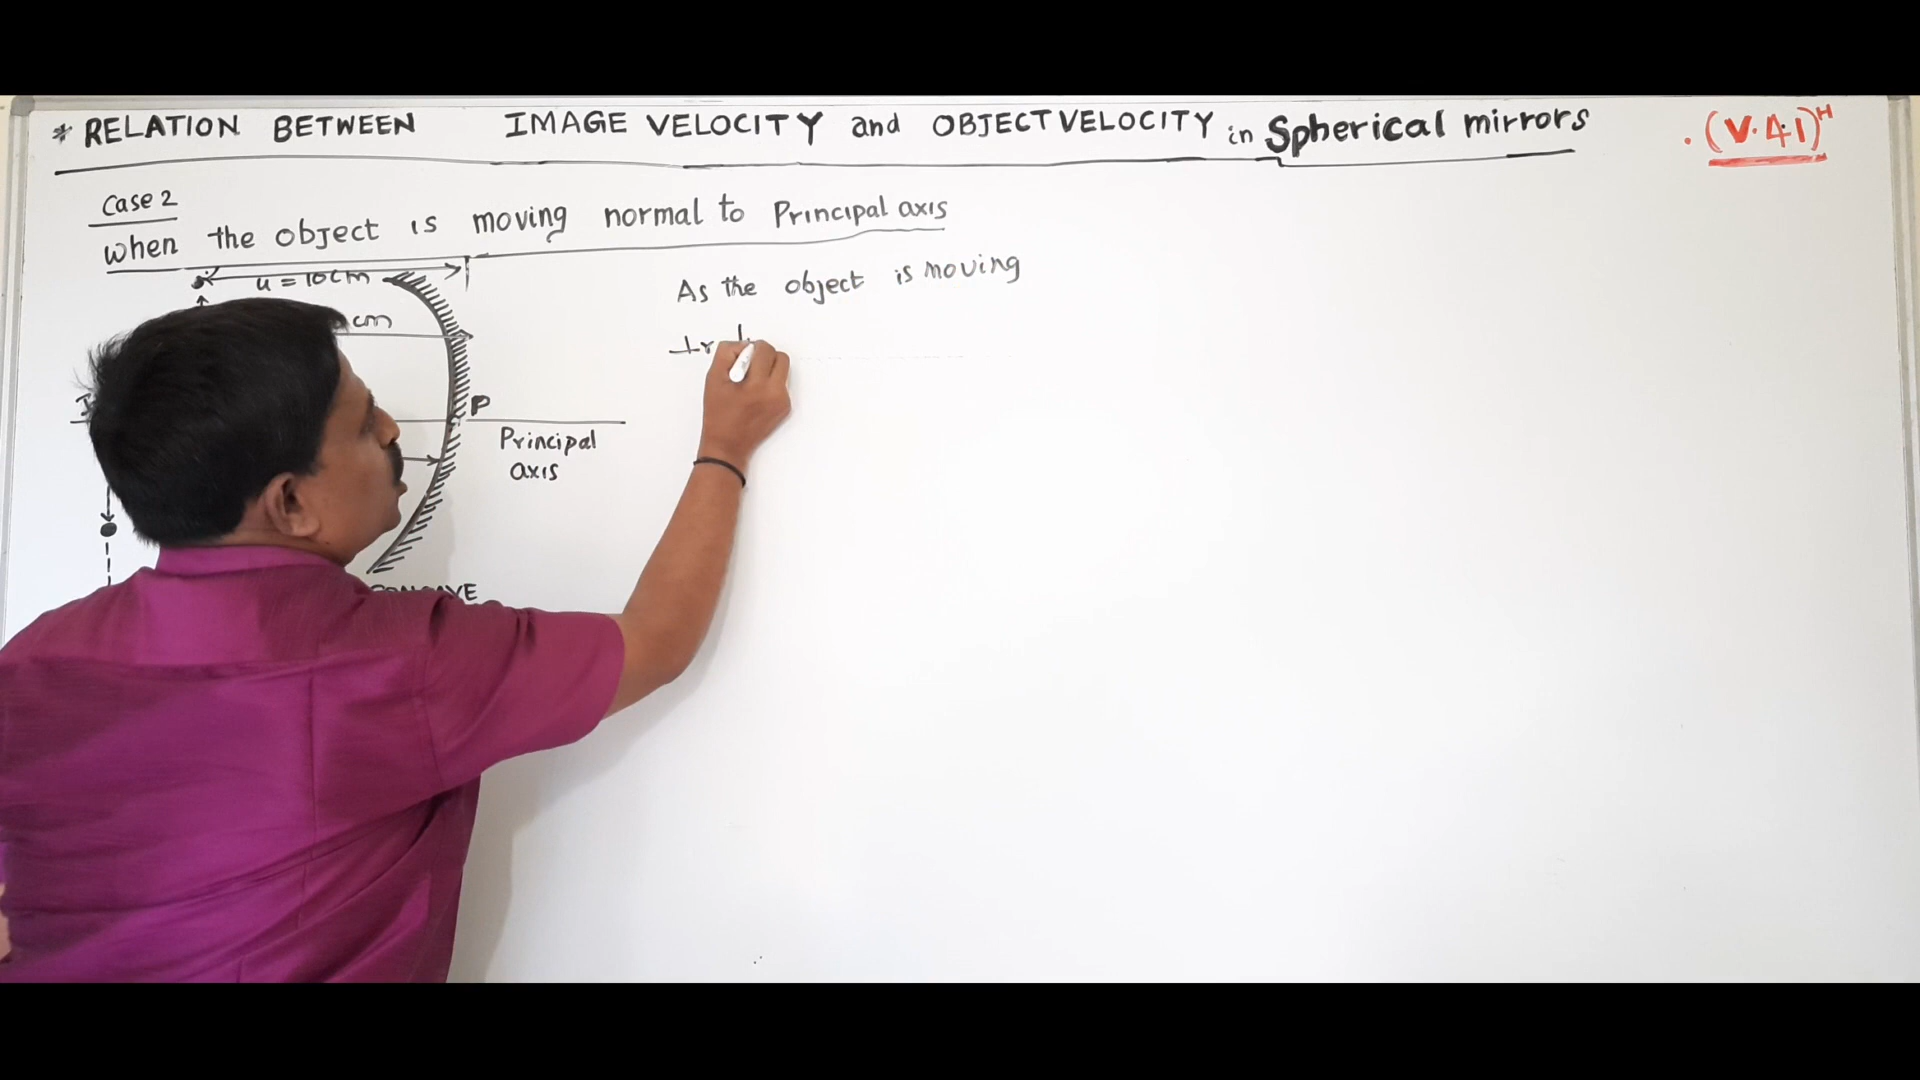 * RELATION BETWEEN IMAGE VELOCITY and OBJECT VELOCITY in Spherical mirrors
. (V.41)ᴴ
Case 2
when the object is moving normal to Principal axis
u = 10cm
cm
As the object is moving
⊥r
I
P
Principal
axis